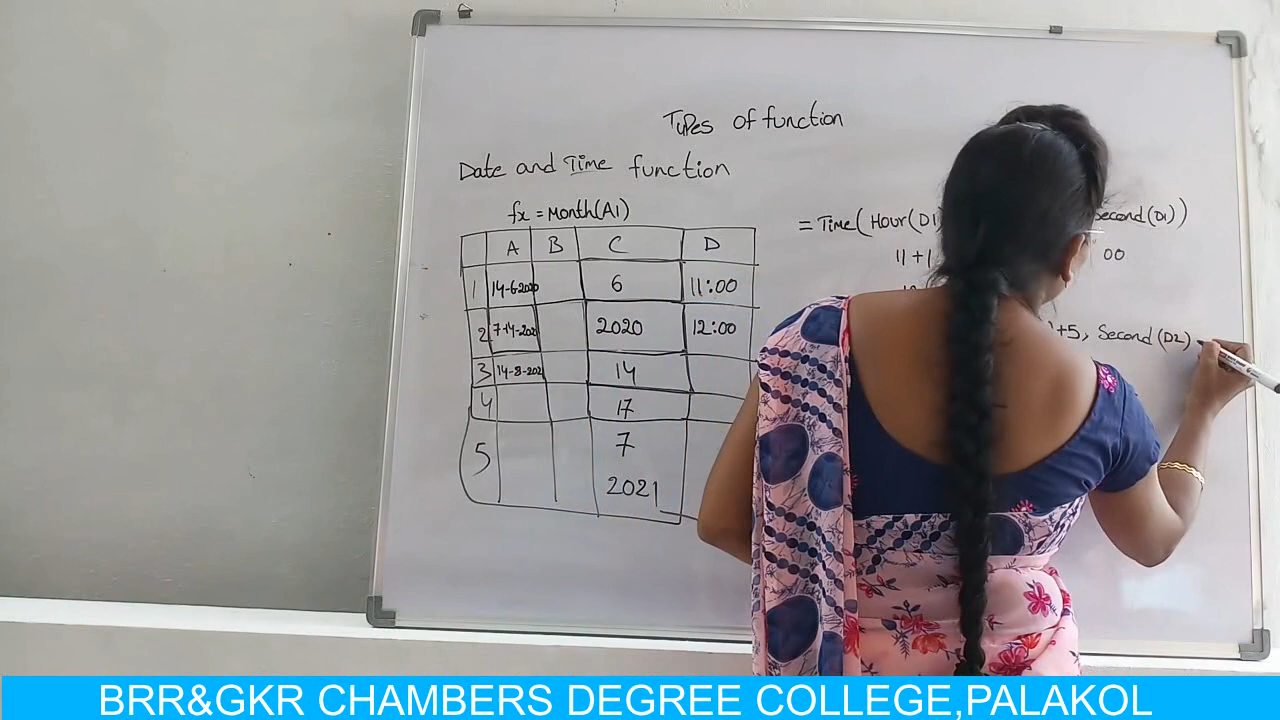 Types of function
Date and Time function
fx = Month(A1)
= Time(Hour(D1) Second(D1))
A B C D
11+1 00
1 14-6-2020 6 11:00
2 7-14-202 2020 12:00
+5, Second(D2)
3 14-8-202 14
4 17
5 7
2021
BRR&GKR CHAMBERS DEGREE COLLEGE,PALAKOL